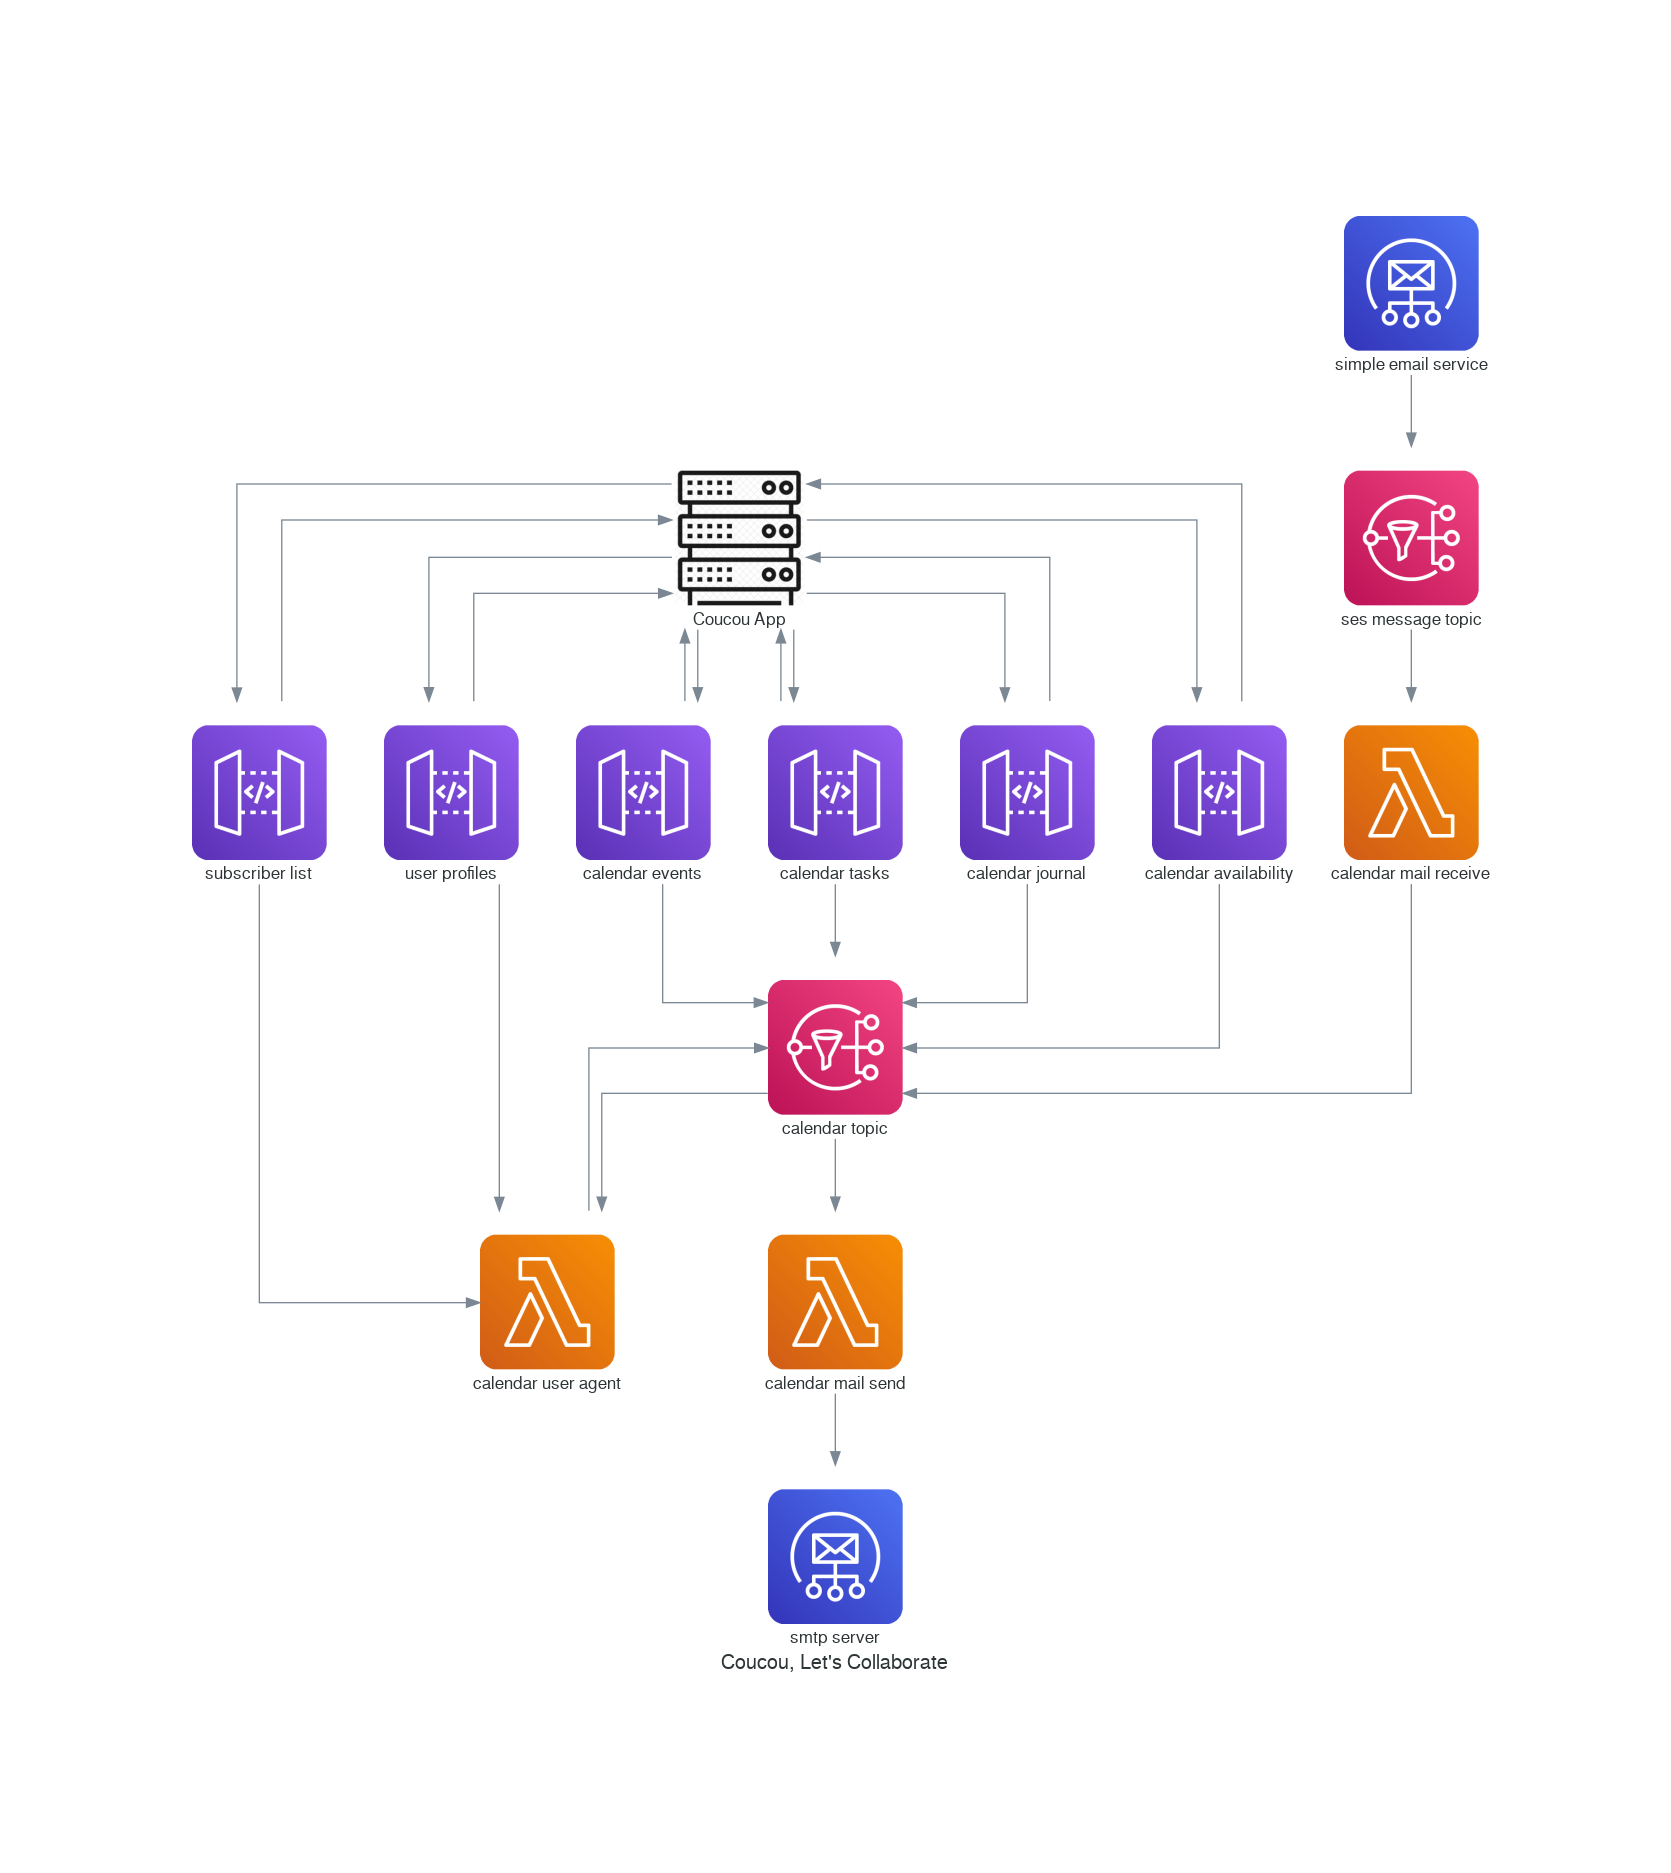 simple email service
Coucou App
ses message topic
subscriber list
user profiles
calendar events
calendar tasks
calendar journal
calendar availability
calendar mail receive
calendar topic
calendar user agent
calendar mail send
smtp server
Coucou, Let's Collaborate